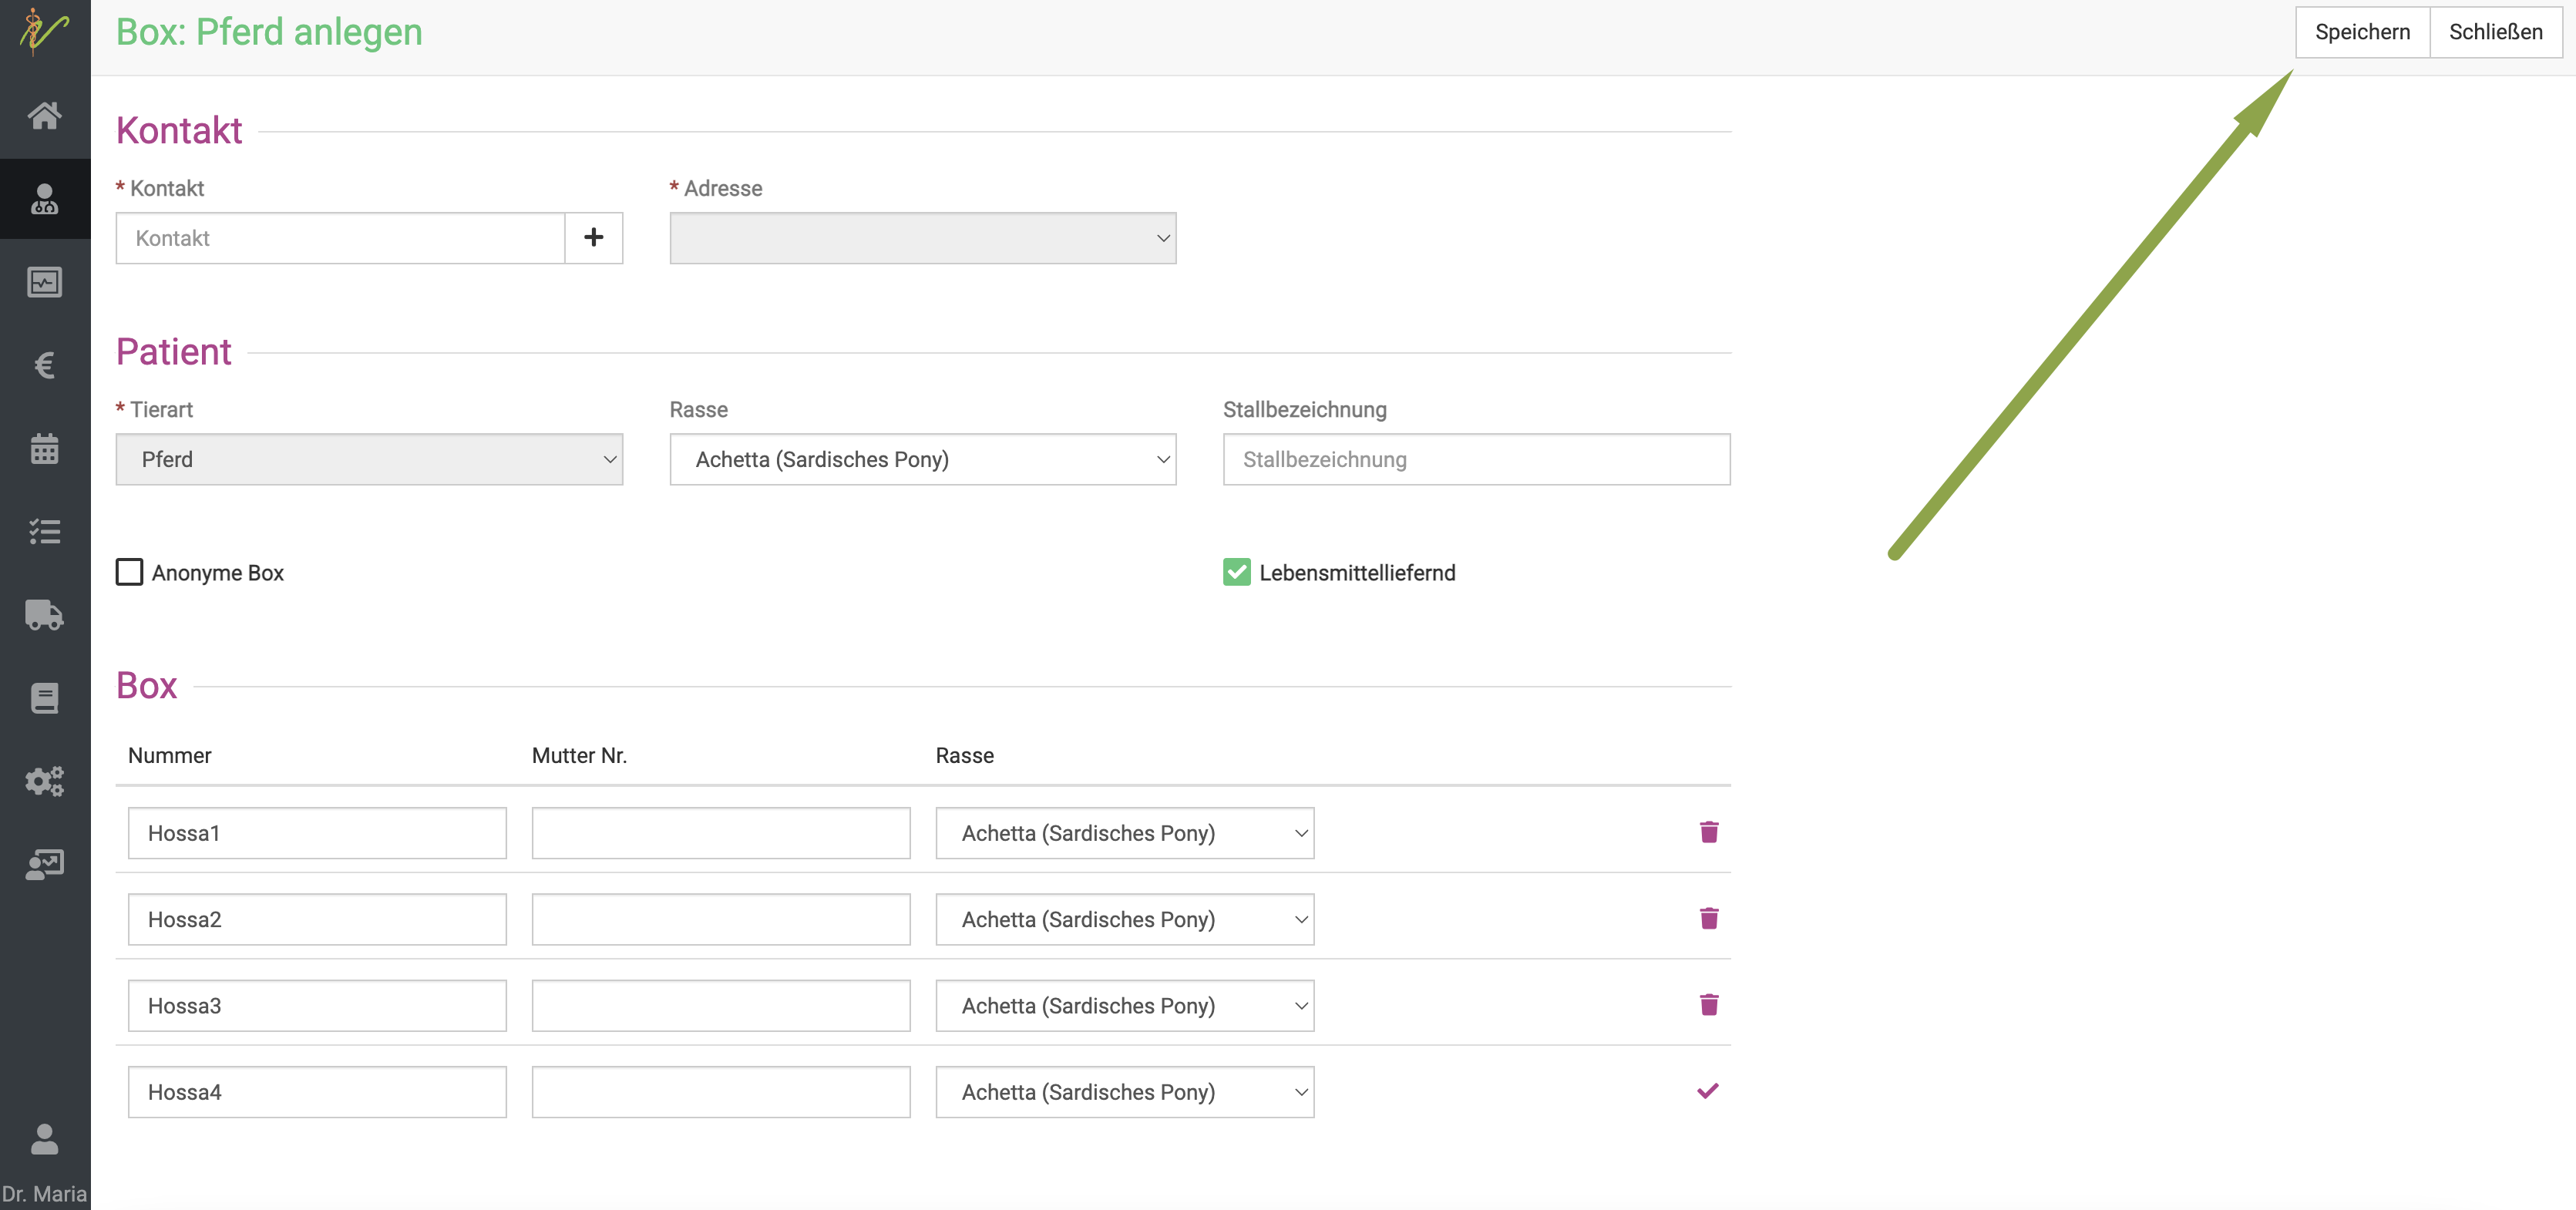 Box: Pferd anlegen
Speichern
Schließen
Kontakt
* Kontakt
* Adresse
Kontakt
Patient
* Tierart
Rasse
Stallbezeichnung
Pferd
Achetta (Sardisches Pony)
Stallbezeichnung
Anonyme Box
Lebensmittelliefernd
Box
Nummer
Mutter Nr.
Rasse
Hossa1
Achetta (Sardisches Pony)
Hossa2
Achetta (Sardisches Pony)
Hossa3
Achetta (Sardisches Pony)
Hossa4
Achetta (Sardisches Pony)
Dr. Maria